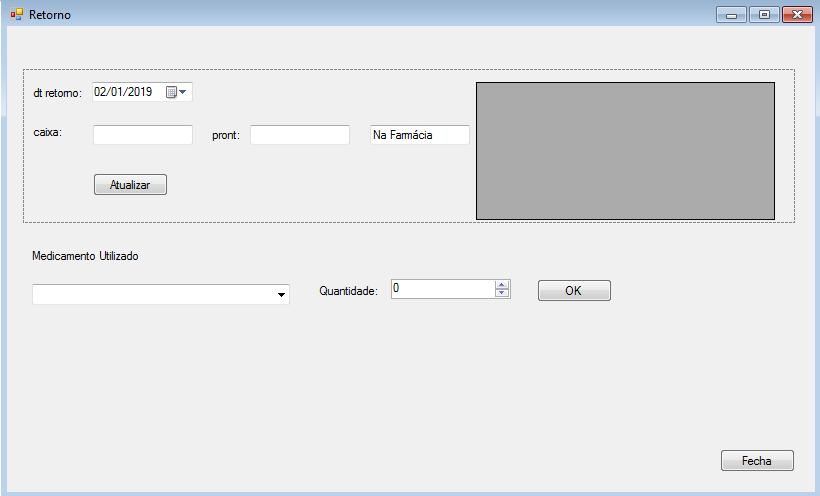 Retorno
dt retorno: 02/01/2019
caixa: pront: Na Farmácia
Atualizar
Medicamento Utilizado
Quantidade: 0 OK
Fecha